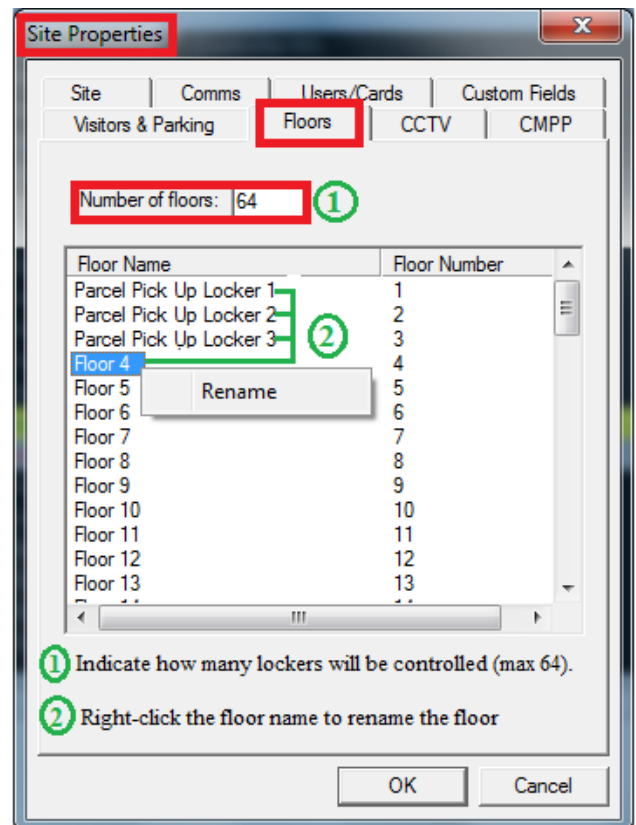 Site Properties
x
Site Comms Users/Cards Custom Fields
Visitors & Parking Floors CCTV CMPP
Number of floors: 64 1
Floor Name Floor Number
Parcel Pick Up Locker 1 1
Parcel Pick Up Locker 2 2
Parcel Pick Up Locker 3 3
2
Floor 4 4
Rename
Floor 5 5
Floor 6 6
Floor 7 7
Floor 8 8
Floor 9 9
Floor 10 10
Floor 11 11
Floor 12 12
Floor 13 13
1 Indicate how many lockers will be controlled (max 64).
2 Right-click the floor name to rename the floor
OK Cancel